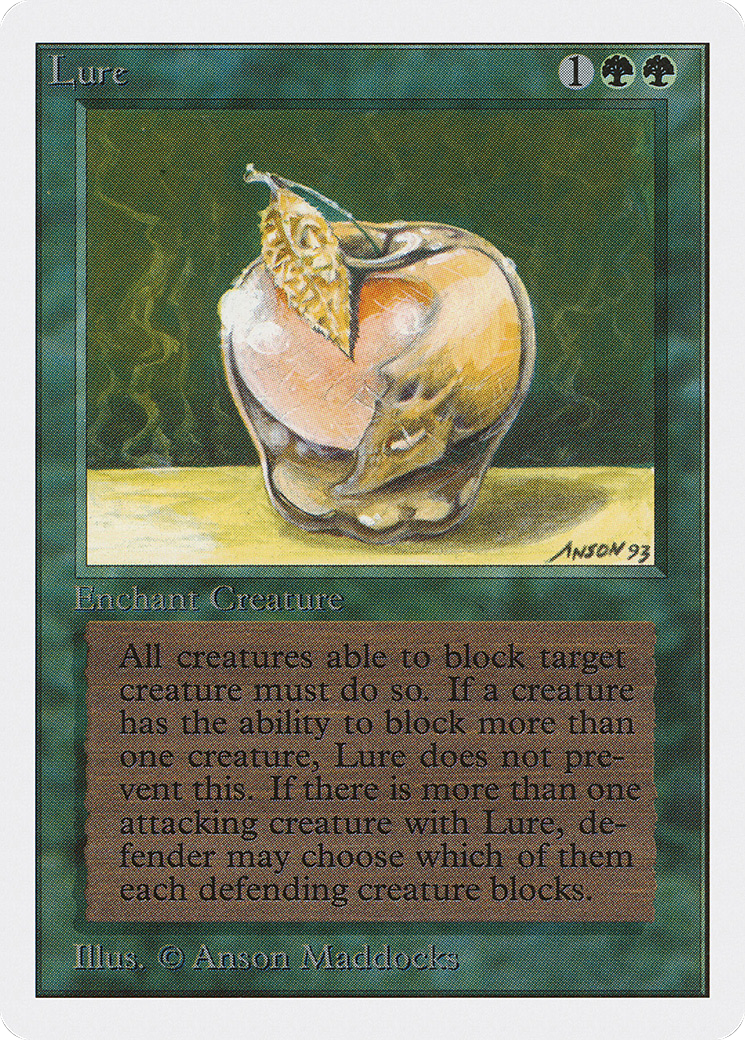 Lure 1
ANSON 93
Enchant Creature
All creatures able to block target
creature must do so. If a creature
has the ability to block more than
one creature, Lure does not pre-
vent this. If there is more than one
attacking creature with Lure, de-
fender may choose which of them
each defending creature blocks.
Illus. © Anson Maddocks